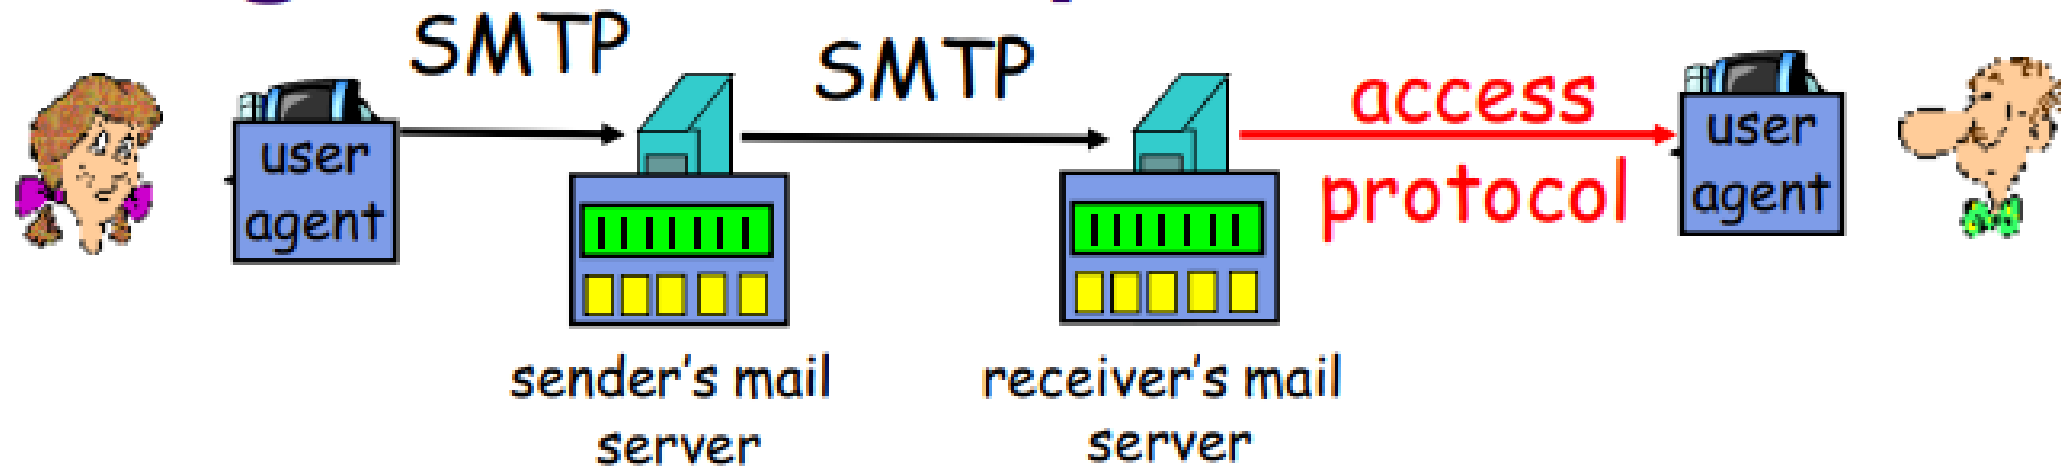 SMTP
SMTP
access
protocol
user
agent
user
agent
sender's mail
server
receiver's mail
server